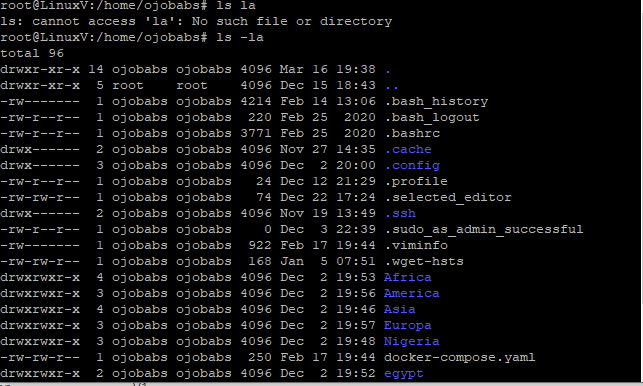 root@LinuxV:/home/ojobabs# ls la
ls: cannot access 'la': No such file or directory
root@LinuxV:/home/ojobabs# ls -la
total 96
drwxr-xr-x 14 ojobabs ojobabs 4096 Mar 16 19:38 .
drwxr-xr-x  5 root    root    4096 Dec 15 18:43 ..
-rw-------  1 ojobabs ojobabs 4214 Feb 14 13:06 .bash_history
-rw-r--r--  1 ojobabs ojobabs  220 Feb 25  2020 .bash_logout
-rw-r--r--  1 ojobabs ojobabs 3771 Feb 25  2020 .bashrc
drwx------  2 ojobabs ojobabs 4096 Nov 27 14:35 .cache
drwx------  3 ojobabs ojobabs 4096 Dec  2 20:00 .config
-rw-r--r--  1 ojobabs ojobabs   24 Dec 12 21:29 .profile
-rw-rw-r--  1 ojobabs ojobabs   74 Dec 22 17:24 .selected_editor
drwx------  2 ojobabs ojobabs 4096 Nov 19 13:49 .ssh
-rw-r--r--  1 ojobabs ojobabs    0 Dec  3 22:39 .sudo_as_admin_successful
-rw-------  1 ojobabs ojobabs  922 Feb 17 19:44 .viminfo
-rw-rw-r--  1 ojobabs ojobabs  168 Jan  5 07:51 .wget-hsts
drwxrwxr-x  4 ojobabs ojobabs 4096 Dec  2 19:53 Africa
drwxrwxr-x  3 ojobabs ojobabs 4096 Dec  2 19:56 America
drwxrwxr-x  4 ojobabs ojobabs 4096 Dec  2 19:46 Asia
drwxrwxr-x  3 ojobabs ojobabs 4096 Dec  2 19:57 Europa
drwxrwxr-x  3 ojobabs ojobabs 4096 Dec  2 19:48 Nigeria
-rw-rw-r--  1 ojobabs ojobabs  250 Feb 17 19:44 docker-compose.yaml
drwxrwxr-x  2 ojobabs ojobabs 4096 Dec  2 19:52 egypt